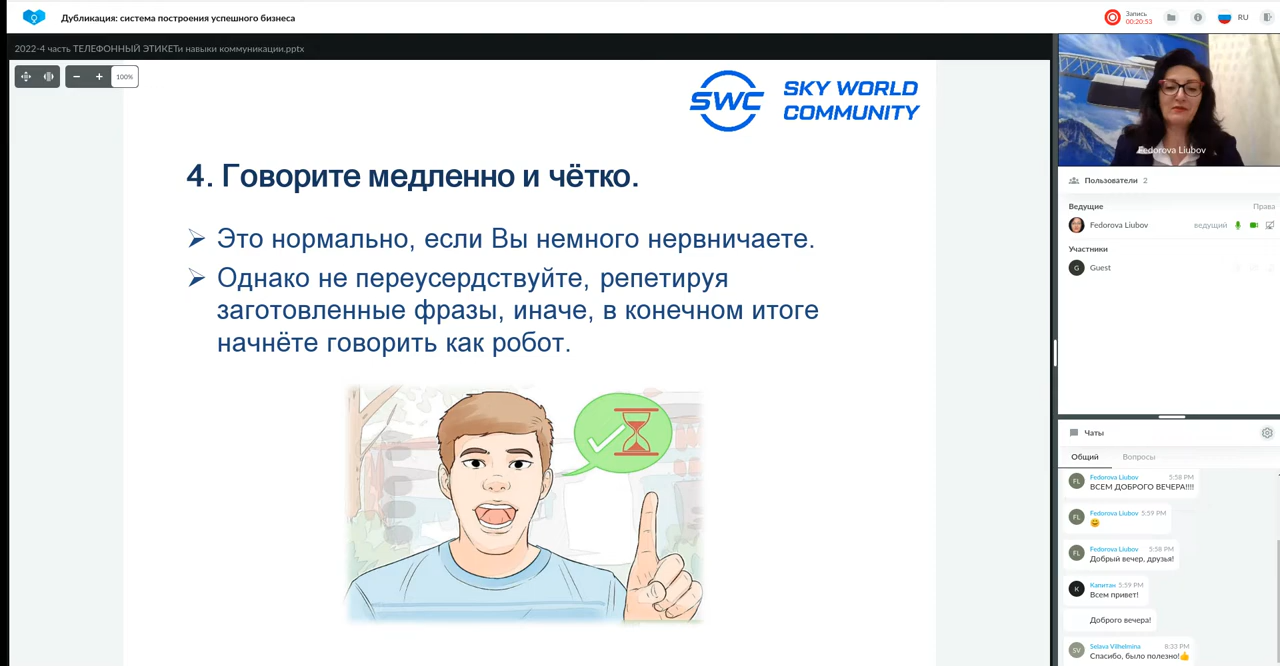 Дубликация: система построения успешного бизнеса
Запись
00:20:53
RU
2022-4 часть ТЕЛЕФОННЫЙ ЭТИКЕТи навыки коммуникации.pptx
100%
SWC
SKY WORLD
COMMUNITY
4. Говорите медленно и чётко.
Это нормально, если Вы немного нервничаете.
Однако не переусердствуйте, репетируя
заготовленные фразы, иначе, в конечном итоге
начнёте говорить как робот.
Fedorova Liubov
Пользователи 2
Ведущие Права
Fedorova Liubov ведущий
Участники
G Guest
Чаты
Общий Вопросы
FL Fedorova Liubov 5:58 PM
ВСЕМ ДОБРОГО ВЕЧЕРА!!!!
FL Fedorova Liubov 5:59 PM
FL Fedorova Liubov 5:58 PM
Добрый вечер, друзья!
К Капитан 5:59 PM
Всем привет!
Доброго вечера!
SV Selava Vilhelmina 8:33 PM
Спасибо, было полезно!👍